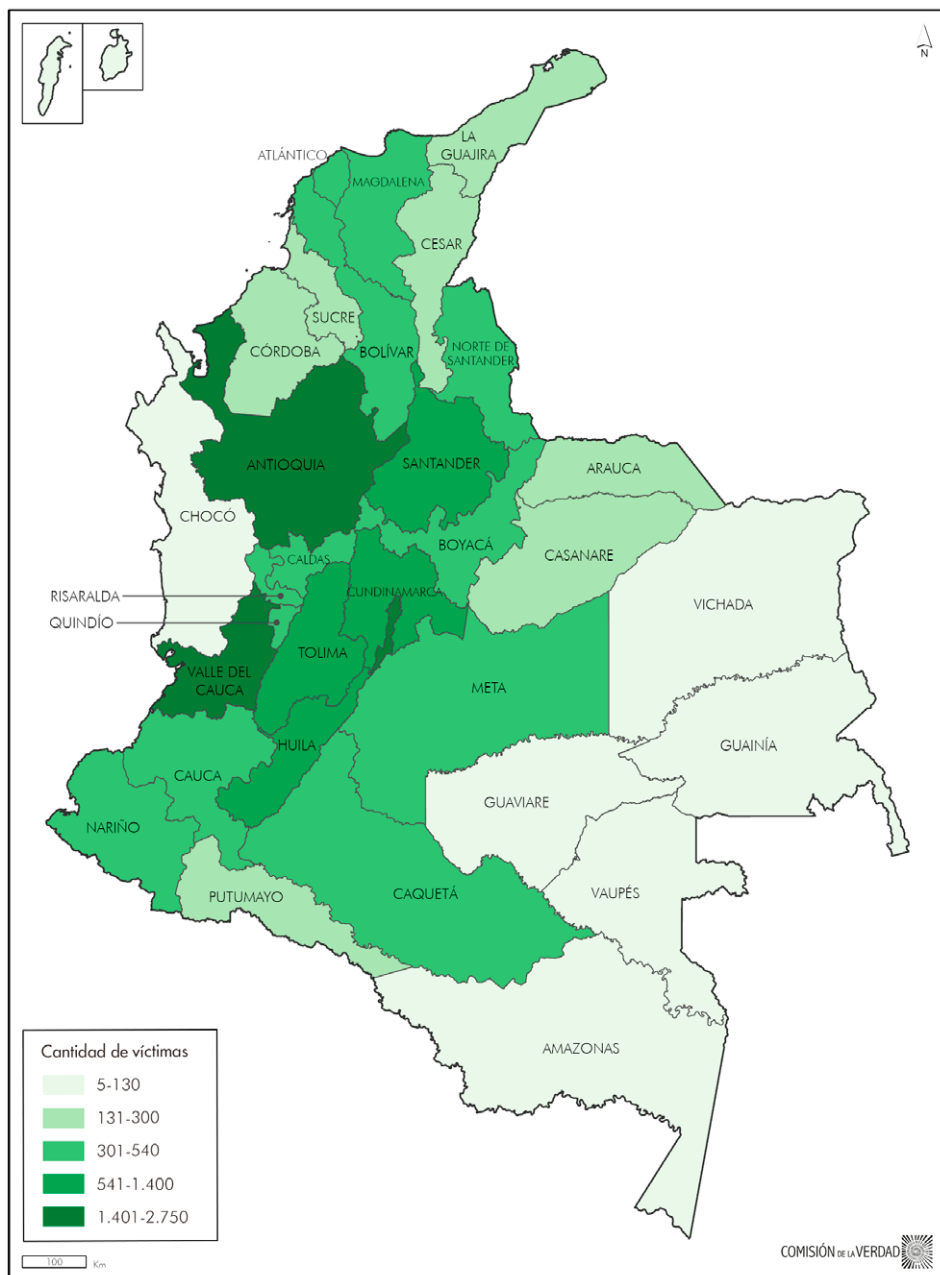 N
LA
GUAJIRA
ATLÁNTICO
MAGDALENA
CESAR
SUCRE
CÓRDOBA
BOLÍVAR
NORTE DE
SANTANDER
ANTIOQUIA
SANTANDER
ARAUCA
CHOCÓ
BOYACÁ
CASANARE
CALDAS
CUNDINAMARCA
RISARALDA
QUINDÍO
VICHADA
TOLIMA
VALLE DEL
CAUCA
META
HUILA
GUAINÍA
CAUCA
GUAVIARE
NARIÑO
PUTUMAYO
CAQUETÁ
VAUPÉS
AMAZONAS
Cantidad de víctimas
5-130
131-300
301-540
541-1.400
1.401-2.750
100 Km
COMISIÓN DE LA VERDAD